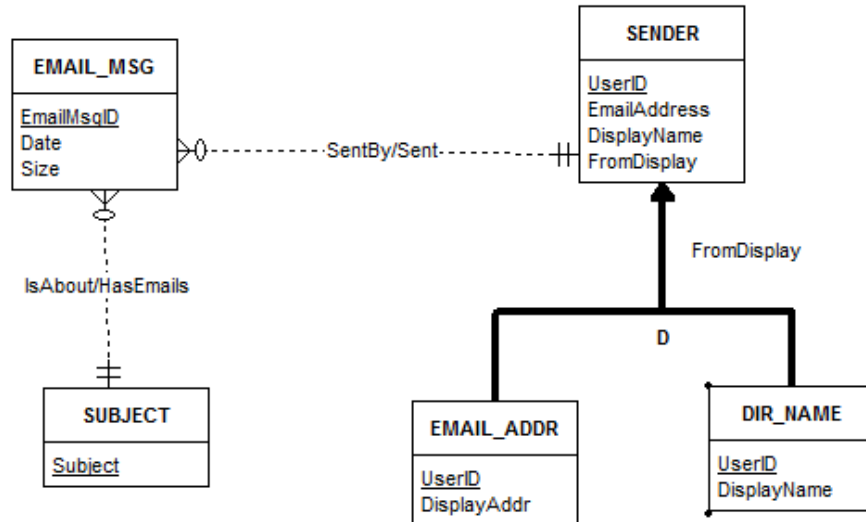 EMAIL_MSG
EmailMsgID
Date
Size
SentBy/Sent
SENDER
UserID
EmailAddress
DisplayName
FromDisplay
FromDisplay
IsAbout/HasEmails
D
SUBJECT
Subject
EMAIL_ADDR
UserID
DisplayAddr
DIR_NAME
UserID
DisplayName